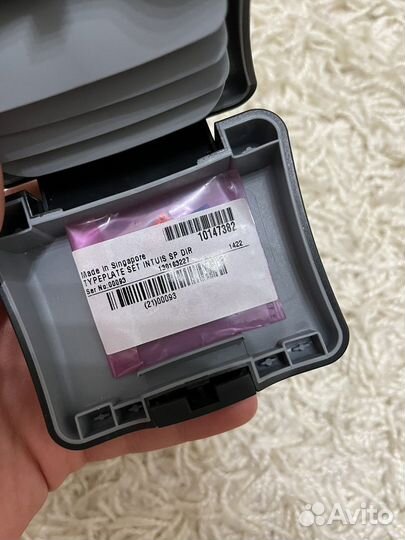 10147382
Made in Singapore
TYPEPLATE SET INTUIS SP DIR
Ser No:00093
1422
(21)00093
Avito